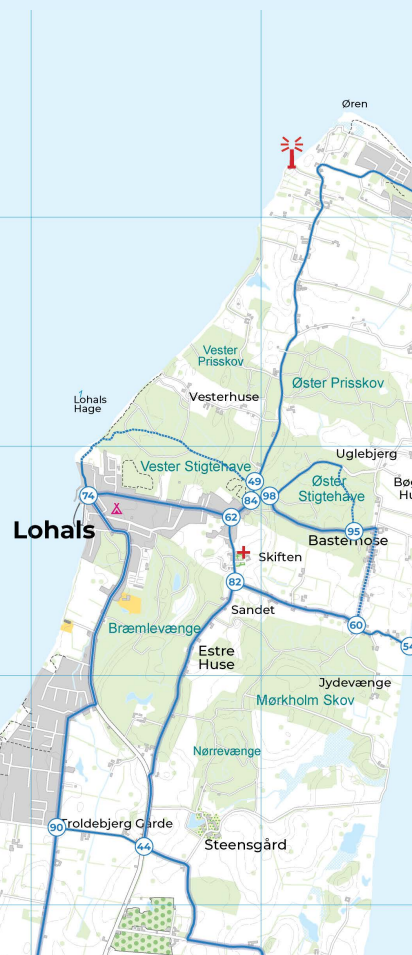 Øren
Vester
Prisskov
Øster Prisskov
Lohals
Hage
Vesterhuse
Uglebjerg
Vester Stigtehave
49
Øster
Stigtehave
74
84
98
62
Lohals
95
Basternose
Skiften
82
Sandet
60
Bræmlevænge
54
Estre
Huse
Jydevænge
Mørkholm Skov
Nørrevænge
90
Troldebjerg Gårde
44
Steensgård